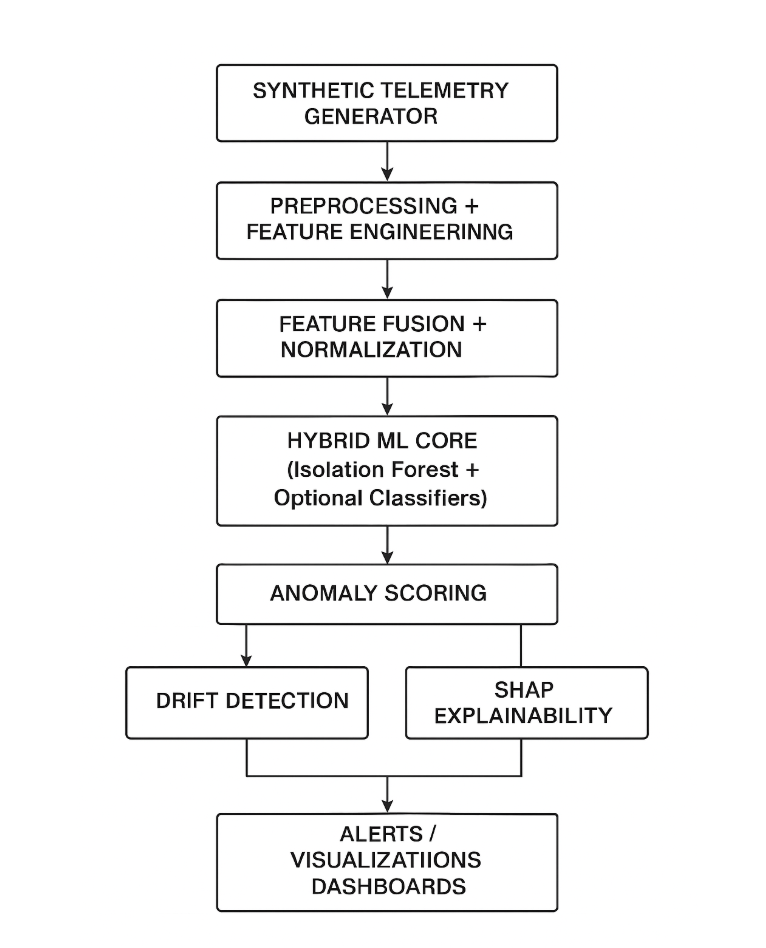 SYNTHETIC TELEMETRY
GENERATOR
PREPROCESSING +
FEATURE ENGINEERINNG
FEATURE FUSION +
NORMALIZATION
HYBRID ML CORE
(Isolation Forest +
Optional Classifiers)
ANOMALY SCORING
DRIFT DETECTION
SHAP
EXPLAINABILITY
ALERTS /
VISUALIZATIIONS
DASHBOARDS